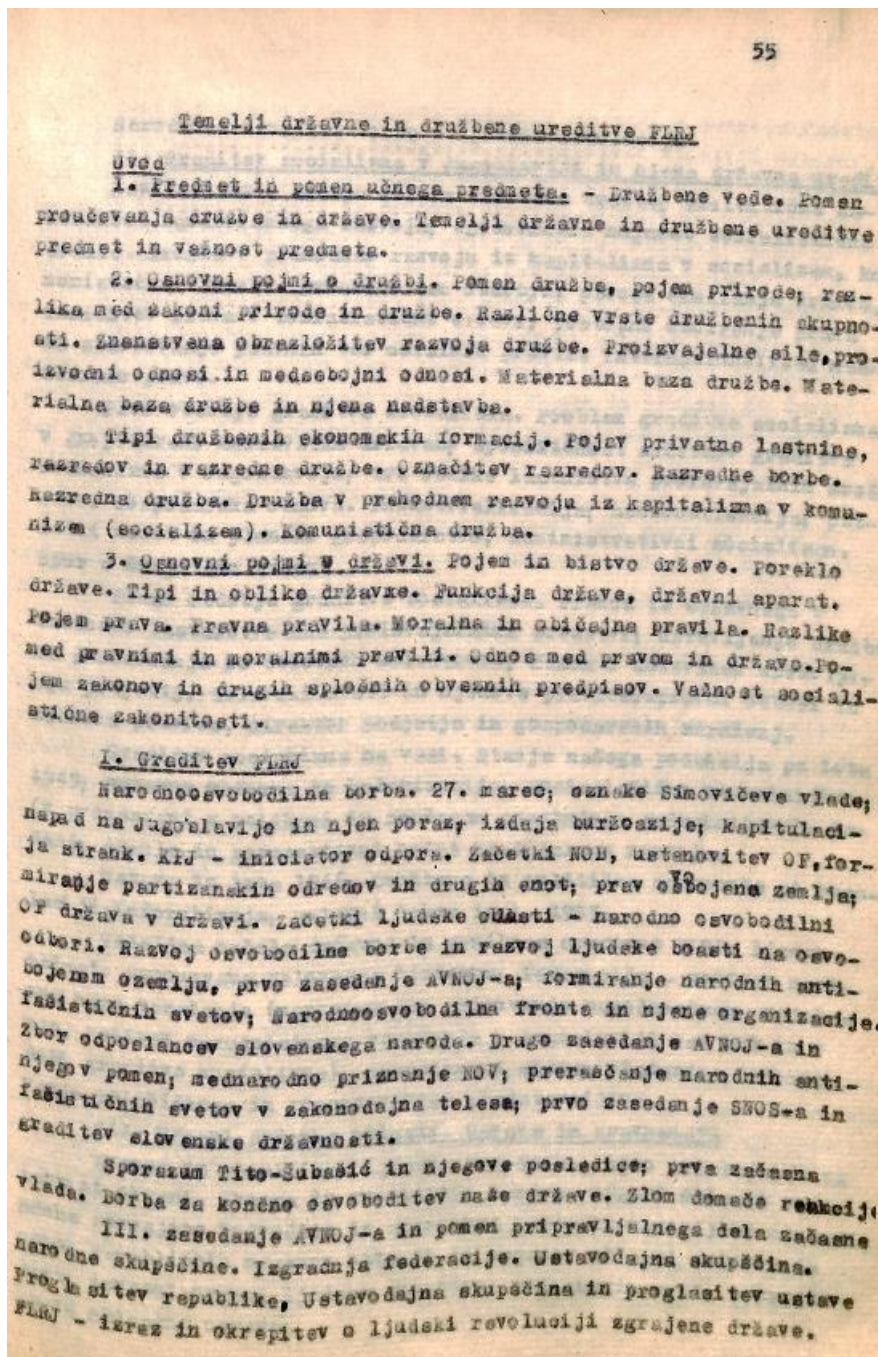 55
Temelji državne in družbene ureditve FLRJ
Uvod
1. Predmet in pomen učnega predmeta. - Družbene vede. Pomen
proučevanja družbe in države. Temelji državne in družbene ureditve
predmet in važnost predmeta.
2. Osnovni pojmi o družbi. Pomen družbe, pojem prirode; raz-
lika med zakoni prirode in družbe. Različne vrste družbenih skupno-
sti. Znanstvena obrazložitev razvoja družbe. Proizvajalne sile,pro-
izvodni odnosi in medsebojni odnosi. Materialna baza družbe. Mate-
rialna baza družbe in njena nadstavba.
Tipi družbenih ekonomskih formacij. Pojav privatne lastnine,
razredov in razredne družbe. Označitev razredov. Razredne borbe.
Razredna družba. Družba v prehodnem razvoju iz kapitalizma v komu-
nizem (socializem). Komunistična družba.
3. Osnovni pojmi o državi. Pojem in bistvo države. Poreklo
države. Tipi in oblike državne. Funkcija države, državni aparat.
Pojem prava. Pravna pravila. Moralna in običajna pravila. Razlike
med pravnimi in moralnimi pravili. Odnos med pravom in državo.Po-
jem zakonov in drugih splošnih obveznih predpisov. Važnost sociali-
stične zakonitosti.
I. Graditev FLRJ
Narodnoosvobodilna borba. 27. marec; oznake Simovičeve vlade;
napad na Jugoslavijo in njen poraz; izdaja buržoazije; kapitulaci-
ja strank. KPJ - iniciator odpora. Začetki NOB, ustanovitev OF,for-
miranje partizanskih odredov in drugih enot; prav osvobojena zemlja;
OF država v državi. Začetki ljudske oblasti - narodno osvobodilni
odbori. Razvoj osvobodilne borbe in razvoj ljudske boasti na osvo-
bojenem ozemlju, prvo zasedanje AVNOJ-a; formiranje narodnih anti-
fašističnih svetov; Narodnoosvobodilna fronta in njene organizacije.
Zbor odposlancev slovenskega naroda. Drugo zasedanje AVNOJ-a in
njegov pomen; mednarodno priznanje NOV; preraščanje narodnih anti-
fašističnih svetov v zakonodajna telesa; prvo zasedanje SNOS-a in
graditev slovenske državnosti.
Sporazum Tito-Šubašić in njegove posledice; prva začasna
vlada. Borba za končno osvoboditev naše države. Zlom domače reakcije
III. zasedanje AVNOJ-a in pomen pripravljalnega dela začasne
narodne skupščine. Izgradnja federacije. Ustavodajna skupščina.
Proglasitev republike, Ustavodajna skupščina in proglasitev ustave
FLRJ - izraz in okrepitev o ljudski revoluciji zgrajene države.